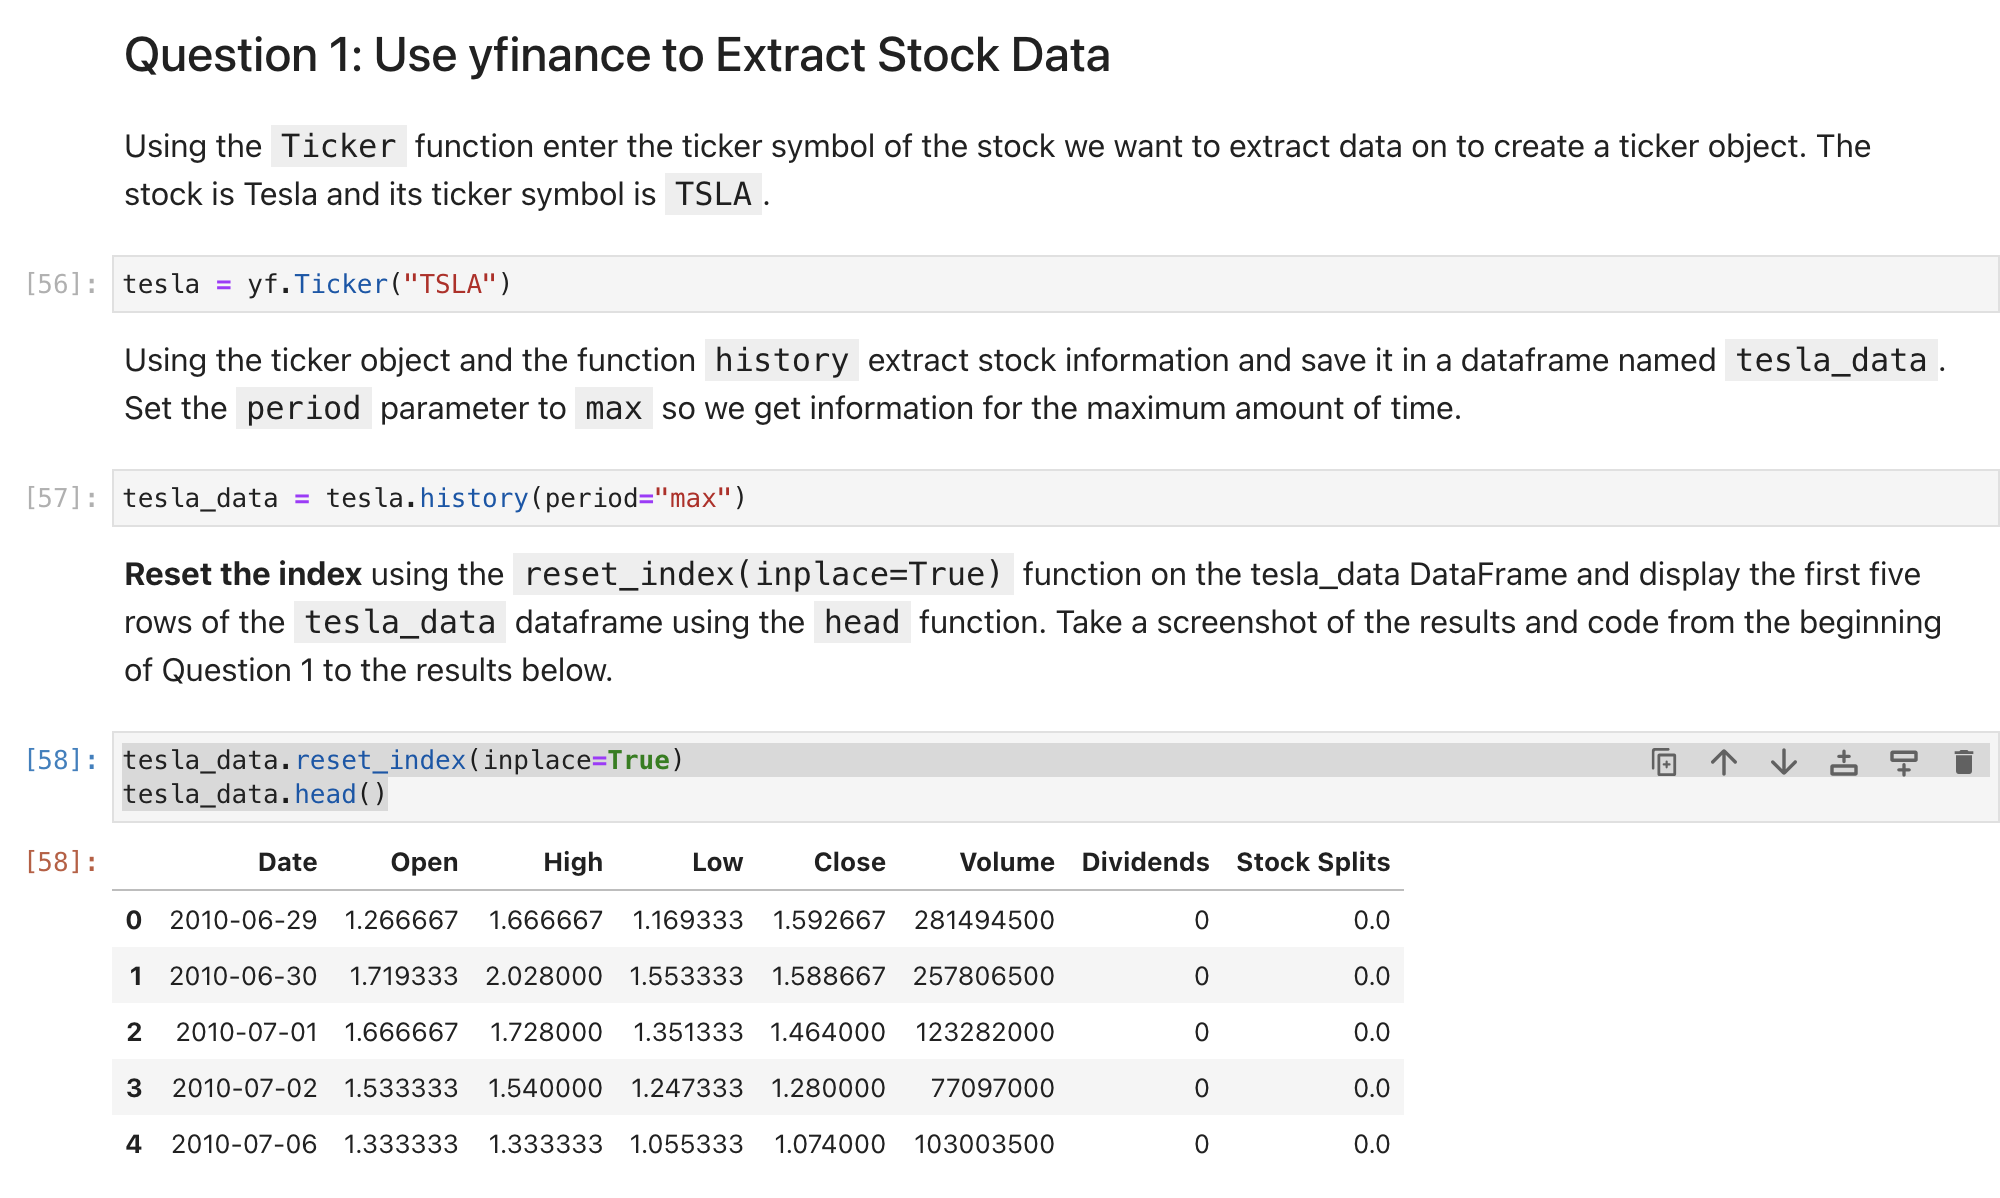 Question 1: Use yfinance to Extract Stock Data
Using the Ticker function enter the ticker symbol of the stock we want to extract data on to create a ticker object. The
stock is Tesla and its ticker symbol is TSLA.
[56]: tesla = yf.Ticker("TSLA")
Using the ticker object and the function history extract stock information and save it in a dataframe named tesla_data.
Set the period parameter to max so we get information for the maximum amount of time.
[57]: tesla_data = tesla.history(period="max")
Reset the index using the reset_index(inplace=True) function on the tesla_data DataFrame and display the first five
rows of the tesla_data dataframe using the head function. Take a screenshot of the results and code from the beginning
of Question 1 to the results below.
[58]: tesla_data.reset_index(inplace=True)
tesla_data.head()
[58]: Date Open High Low Close Volume Dividends Stock Splits
0 2010-06-29 1.266667 1.666667 1.169333 1.592667 281494500 0 0.0
1 2010-06-30 1.719333 2.028000 1.553333 1.588667 257806500 0 0.0
2 2010-07-01 1.666667 1.728000 1.351333 1.464000 123282000 0 0.0
3 2010-07-02 1.533333 1.540000 1.247333 1.280000 77097000 0 0.0
4 2010-07-06 1.333333 1.333333 1.055333 1.074000 103003500 0 0.0